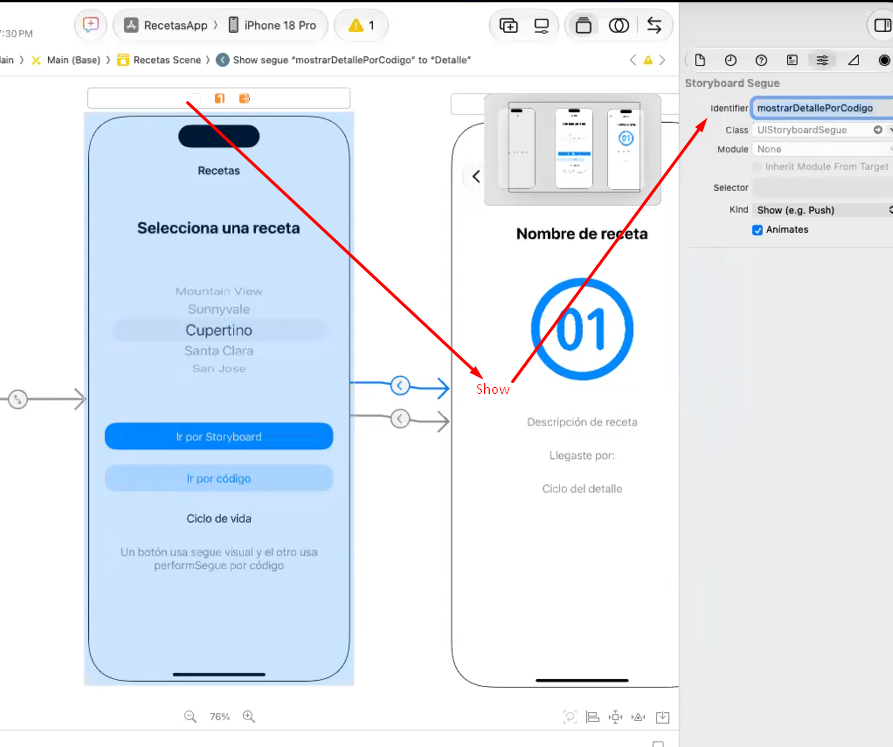 7:30 PM
RecetasApp
iPhone 18 Pro
1
ain
Main (Base)
Recetas Scene
Show segue "mostrarDetallePorCodigo" to "Detalle"
Storyboard Segue
Identifier mostrarDetallePorCodigo
Class UIStoryboardSegue
Module None
Inherit Module From Target
Selector
Kind Show (e.g. Push)
Animates
Recetas
Selecciona una receta
Mountain View
Sunnyvale
Cupertino
Santa Clara
San Jose
Ir por Storyboard
Ir por código
Ciclo de vida
Un botón usa segue visual y el otro usa
performSegue por código
Nombre de receta
01
Show
Descripción de receta
Llegaste por:
Ciclo del detalle
76%